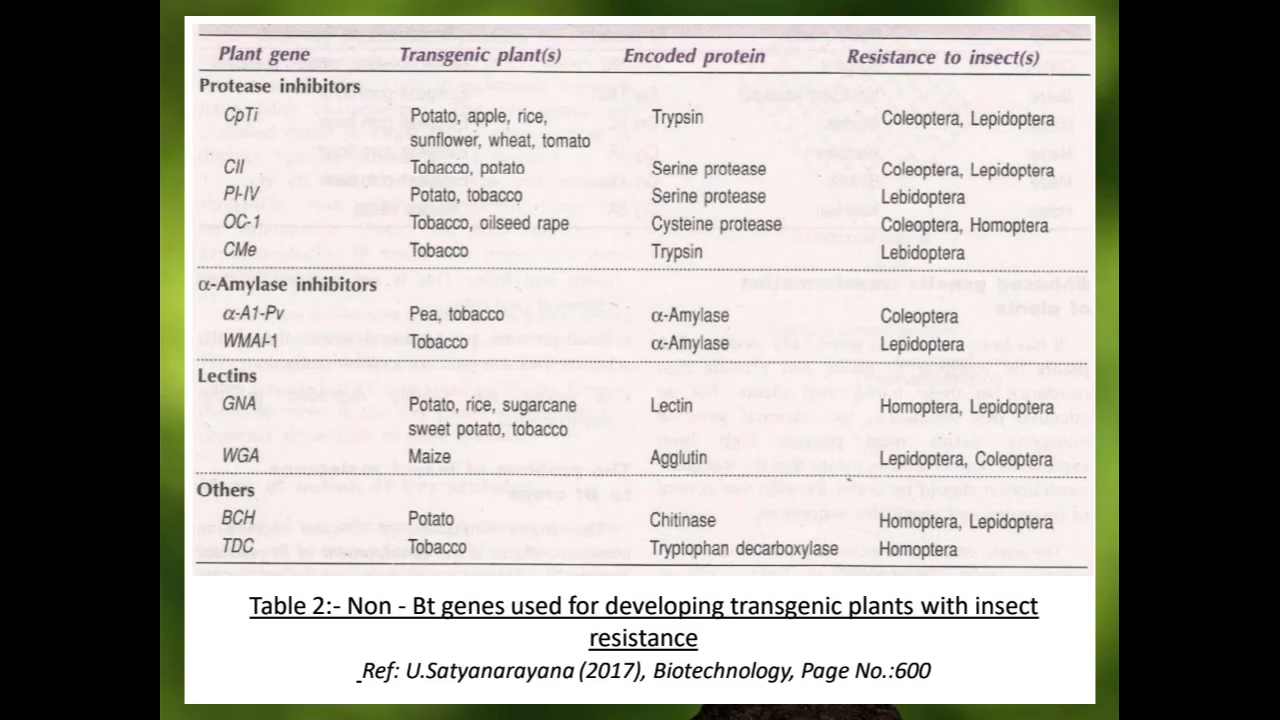 Plant gene Transgenic plant(s) Encoded protein Resistance to insect(s)
Protease inhibitors
CpTi Potato, apple, rice, Trypsin Coleoptera, Lepidoptera
sunflower, wheat, tomato
CII Tobacco, potato Serine protease Coleoptera, Lepidoptera
PI-IV Potato, tobacco Serine protease Lebidoptera
OC-1 Tobacco, oilseed rape Cysteine protease Coleoptera, Homoptera
CMe Tobacco Trypsin Lebidoptera
α-Amylase inhibitors
α-A1-Pv Pea, tobacco α-Amylase Coleoptera
WMAI-1 Tobacco α-Amylase Lepidoptera
Lectins
GNA Potato, rice, sugarcane Lectin Homoptera, Lepidoptera
sweet potato, tobacco
WGA Maize Agglutin Lepidoptera, Coleoptera
Others
BCH Potato Chitinase Homoptera, Lepidoptera
TDC Tobacco Tryptophan decarboxylase Homoptera
Table 2:- Non - Bt genes used for developing transgenic plants with insect
resistance
Ref: U.Satyanarayana (2017), Biotechnology, Page No.:600